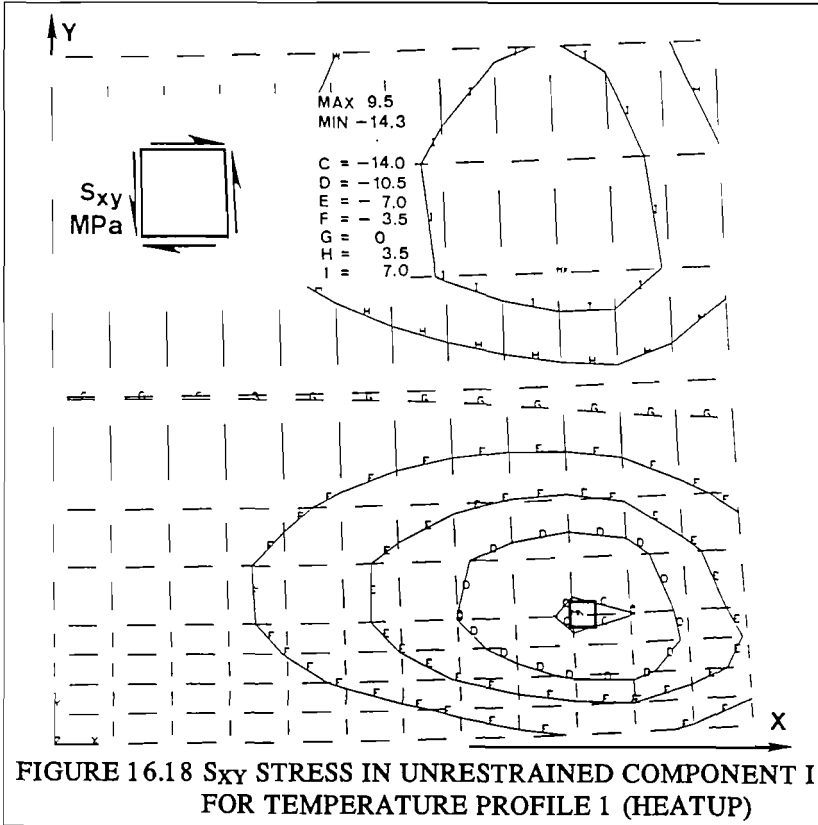 Y
MAX 9.5
MIN -14.3
C = -14.0
D = -10.5
E = - 7.0
F = - 3.5
G = 0
H = 3.5
I = 7.0
Sxy
MPa
H
I I
H
I I
I I
H I I I H
H H H H H
G G G G G G G G G
F F F F F
E E E E E
D D D D
C C
X
Y
Z X
FIGURE 16.18 SXY STRESS IN UNRESTRAINED COMPONENT I
FOR TEMPERATURE PROFILE 1 (HEATUP)